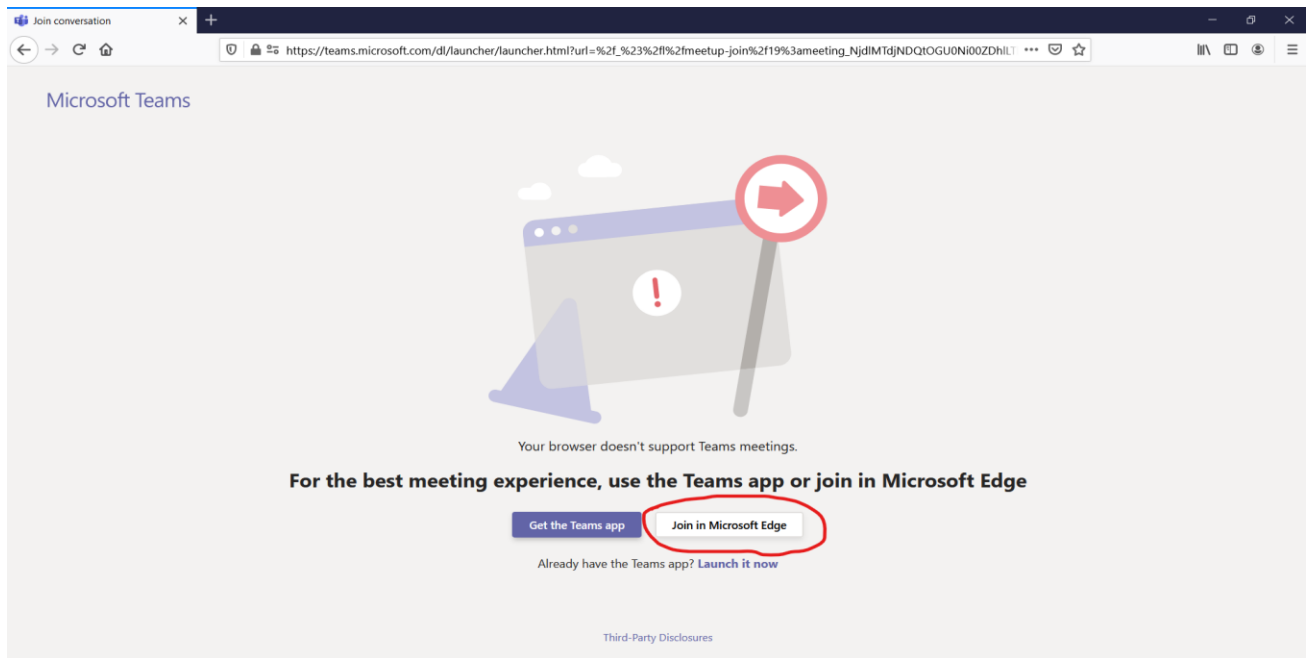 Join conversation
https://teams.microsoft.com/dl/launcher/launcher.html?url=%2f_%23%2fl%2fmeetup-join%2f19%3ameeting_NjdlMTdjNDQtOGU0Ni00ZDhlLT
Microsoft Teams
!
Your browser doesn't support Teams meetings.
For the best meeting experience, use the Teams app or join in Microsoft Edge
Get the Teams app Join in Microsoft Edge
Already have the Teams app? Launch it now
Third-Party Disclosures